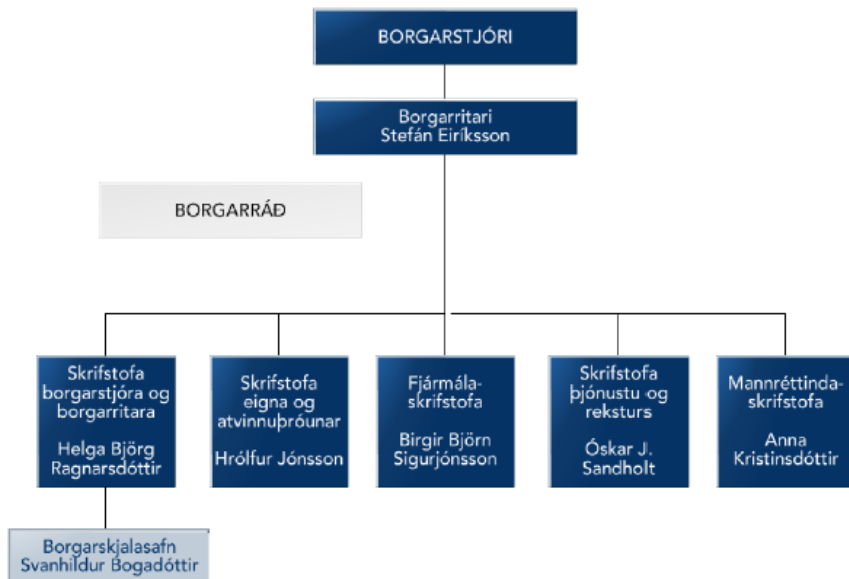 BORGARSTJÓRI
Borgarritari
Stefán Eiríksson
BORGARRÁÐ
Skrifstofa
borgarstjóra og
borgarritara
Helga Björg
Ragnarsdóttir
Skrifstofa
eigna og
atvinnuþróunar
Hrólfur Jónsson
Fjármála-
skrifstofa
Birgir Björn
Sigurjónsson
Skrifstofa
þjónustu og
reksturs
Óskar J.
Sandholt
Mannréttinda-
skrifstofa
Anna
Kristinsdóttir
Borgarskjalasafn
Svanhildur Bogadóttir